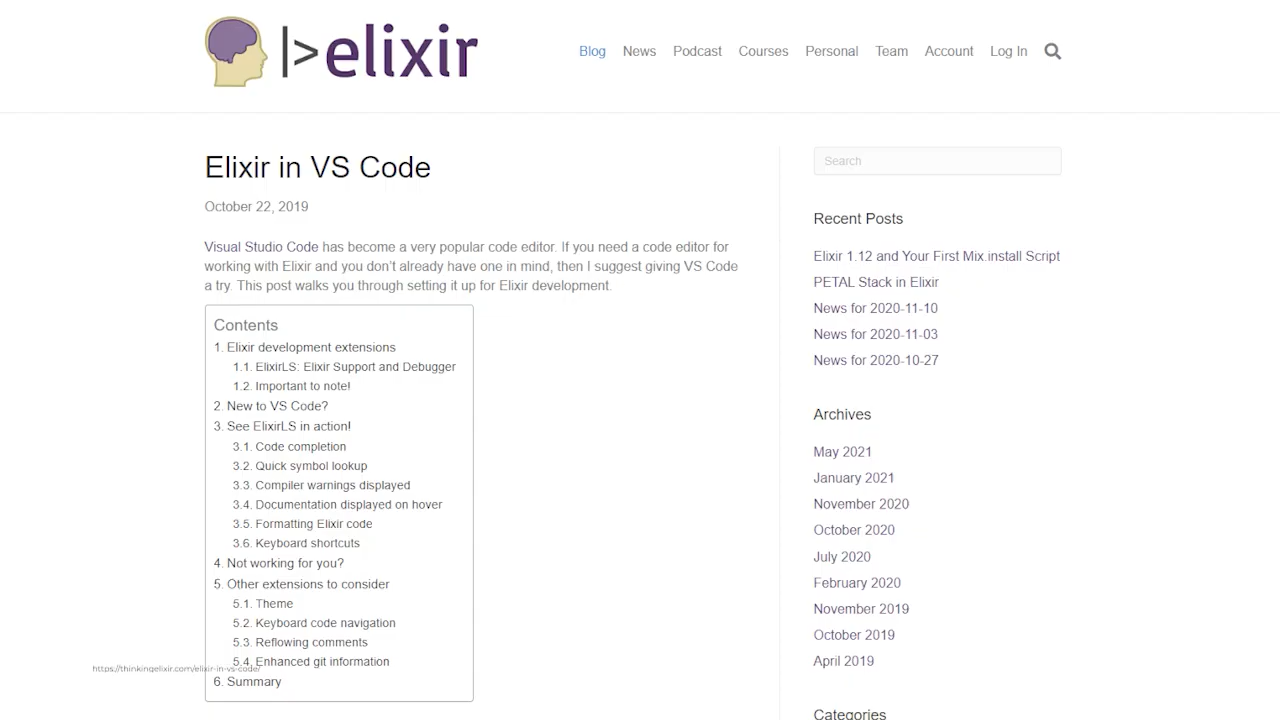 |>elixir
Blog News Podcast Courses Personal Team Account Log In
Elixir in VS Code
October 22, 2019
Visual Studio Code has become a very popular code editor. If you need a code editor for
working with Elixir and you don’t already have one in mind, then I suggest giving VS Code
a try. This post walks you through setting it up for Elixir development.
Contents
1. Elixir development extensions
1.1. ElixirLS: Elixir Support and Debugger
1.2. Important to note!
2. New to VS Code?
3. See ElixirLS in action!
3.1. Code completion
3.2. Quick symbol lookup
3.3. Compiler warnings displayed
3.4. Documentation displayed on hover
3.5. Formatting Elixir code
3.6. Keyboard shortcuts
4. Not working for you?
5. Other extensions to consider
5.1. Theme
5.2. Keyboard code navigation
5.3. Reflowing comments
5.4. Enhanced git information
6. Summary
https://thinkingelixir.com/elixir-in-vs-code/
Search
Recent Posts
Elixir 1.12 and Your First Mix.install Script
PETAL Stack in Elixir
News for 2020-11-10
News for 2020-11-03
News for 2020-10-27
Archives
May 2021
January 2021
November 2020
October 2020
July 2020
February 2020
November 2019
October 2019
April 2019
Categories